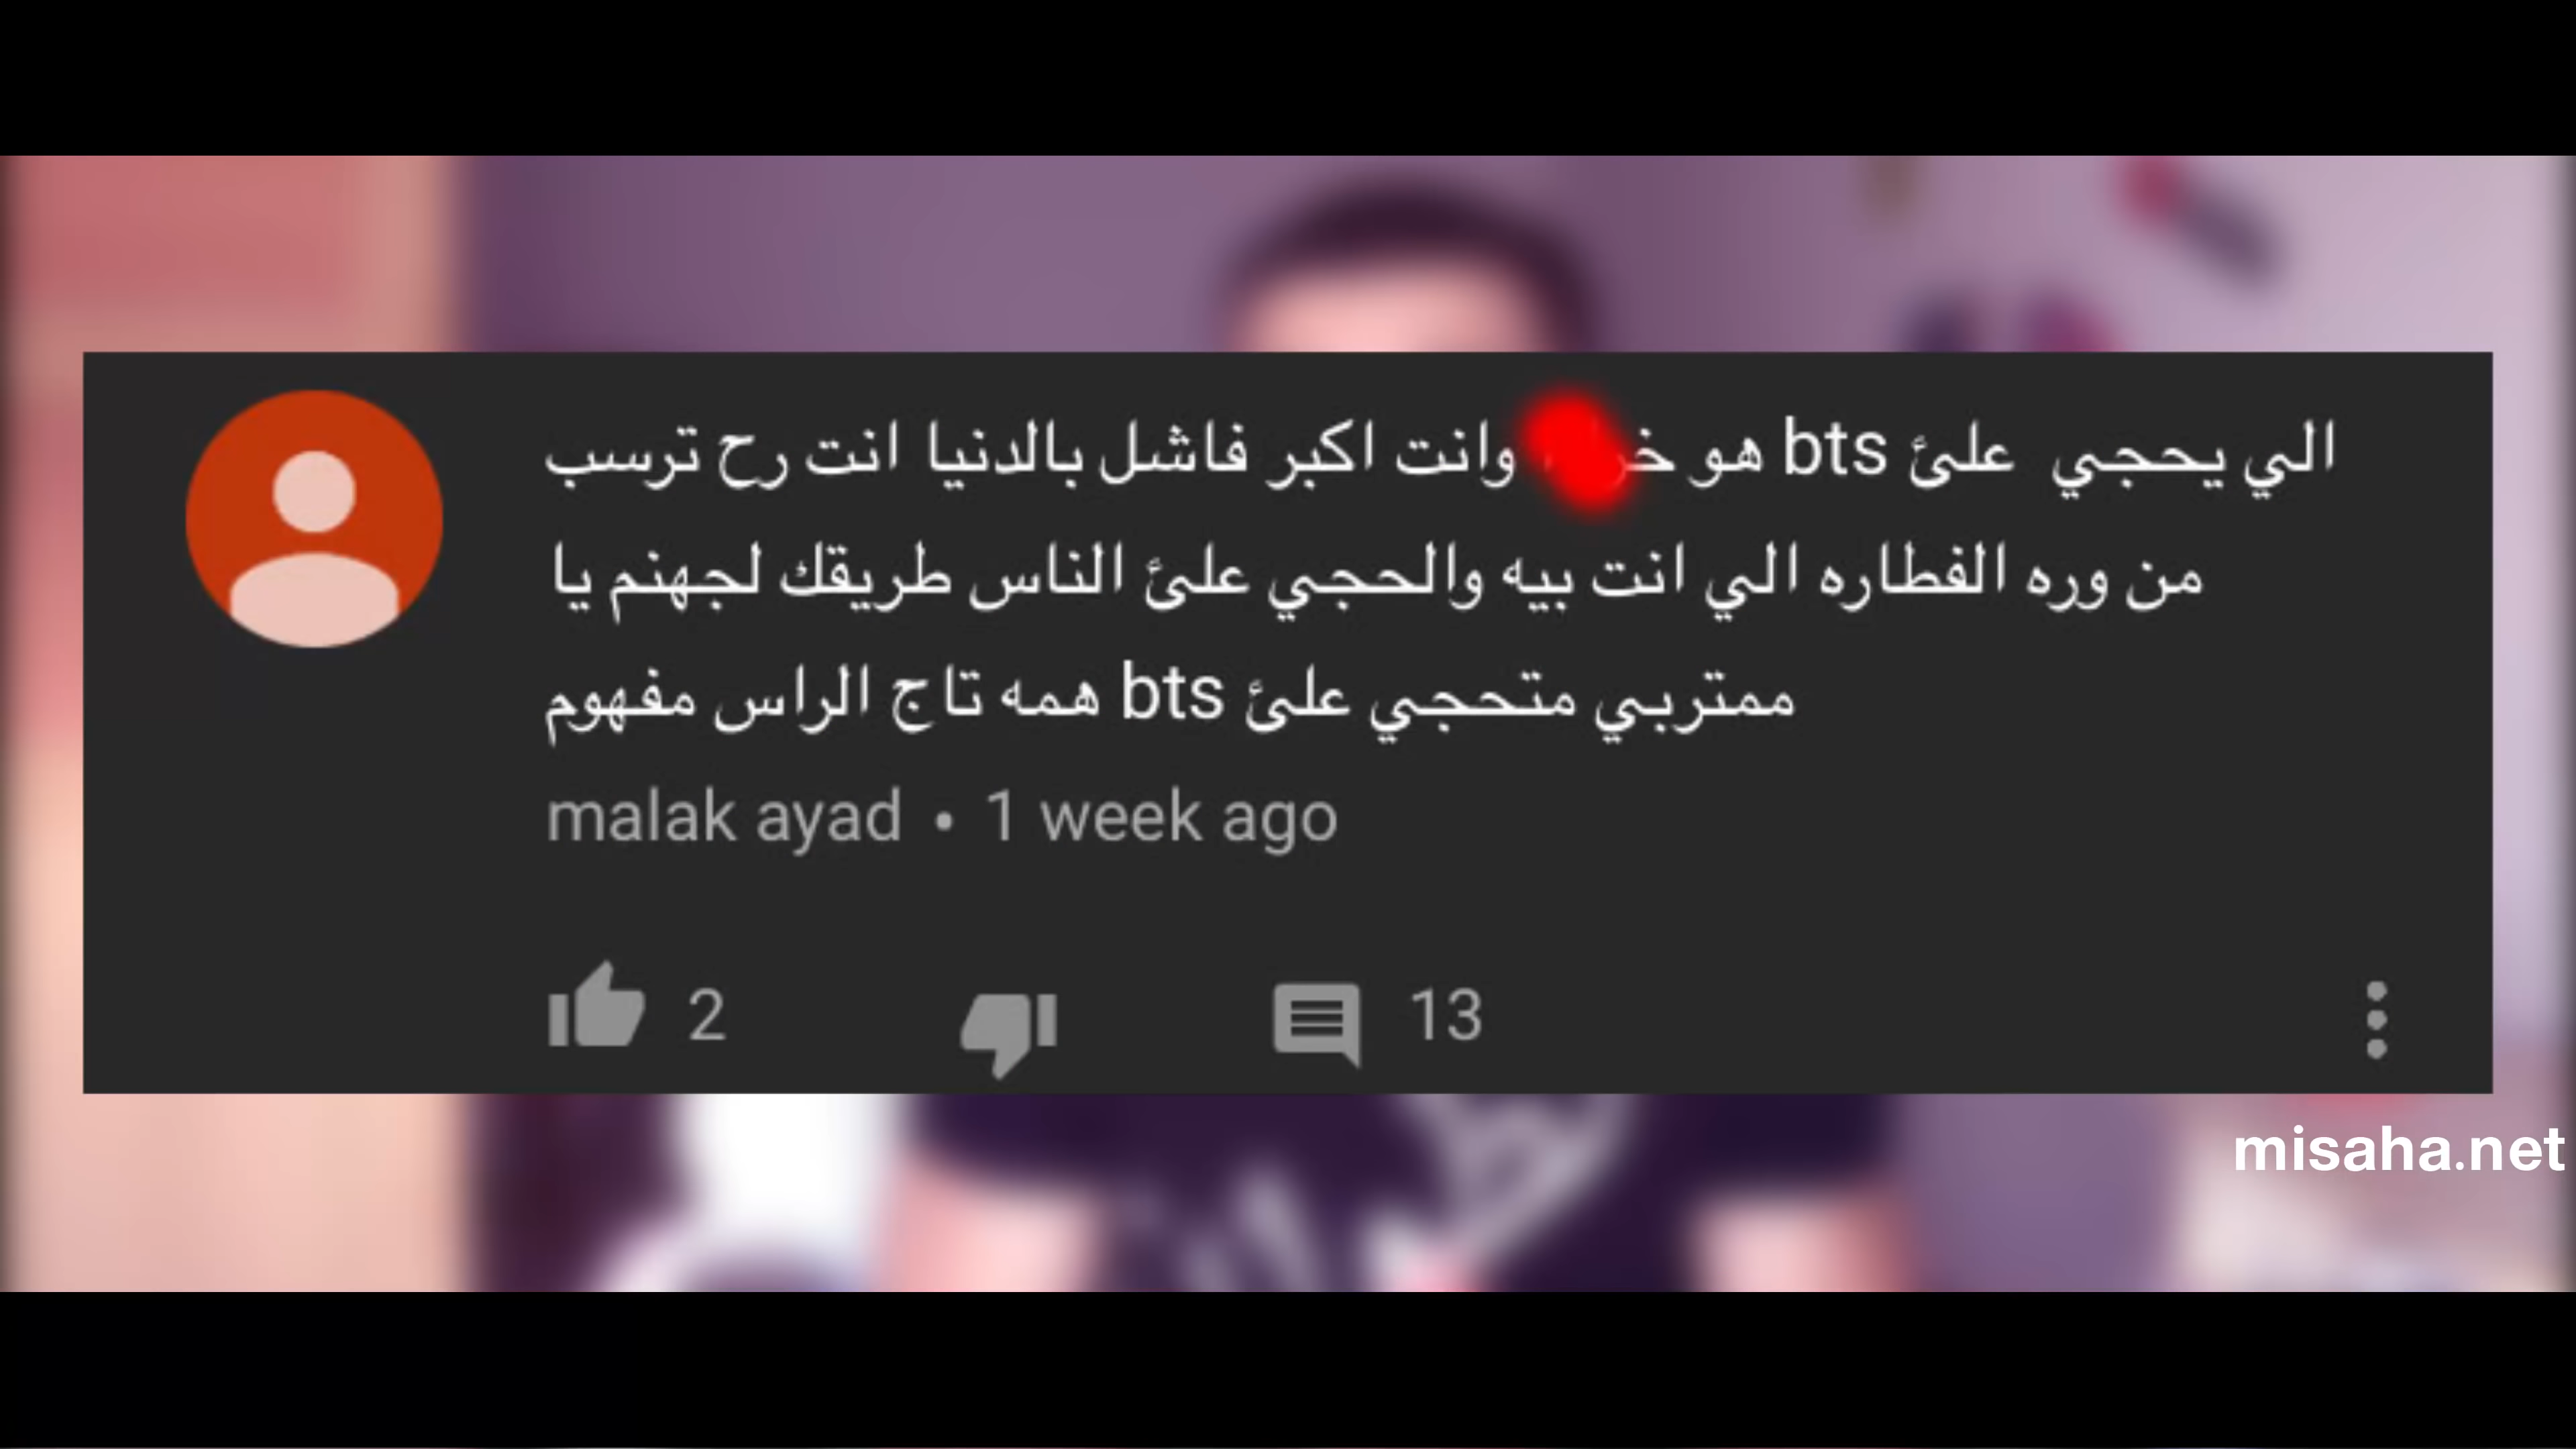 الي يحجي علئ bts هو وانت اكبر فاشل بالدنيا انت رح ترسب
من وره الفطاره الي انت بيه والحجي علئ الناس طريقك لجهنم يا
ممتربي متحجي علئ bts همه تاج الراس مفهوم
malak ayad • 1 week ago
2 13
misaha.net